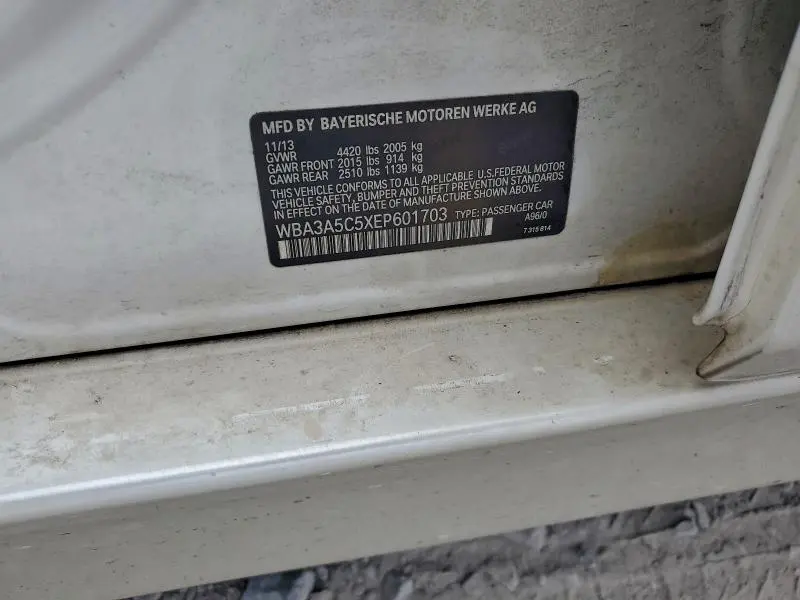 MFD BY BAYERISCHE MOTOREN WERKE AG
11/13
GVWR 4420 lbs 2005 kg
GAWR FRONT 2015 lbs 914 kg
GAWR REAR 2510 lbs 1139 kg
THIS VEHICLE CONFORMS TO ALL APPLICABLE U.S.FEDERAL MOTOR
VEHICLE SAFETY, BUMPER AND THEFT PREVENTION STANDARDS
IN EFFECT ON THE DATE OF MANUFACTURE SHOWN ABOVE.
WBA3A5C5XEP601703 TYPE: PASSENGER CAR
A96/0
7 315 814